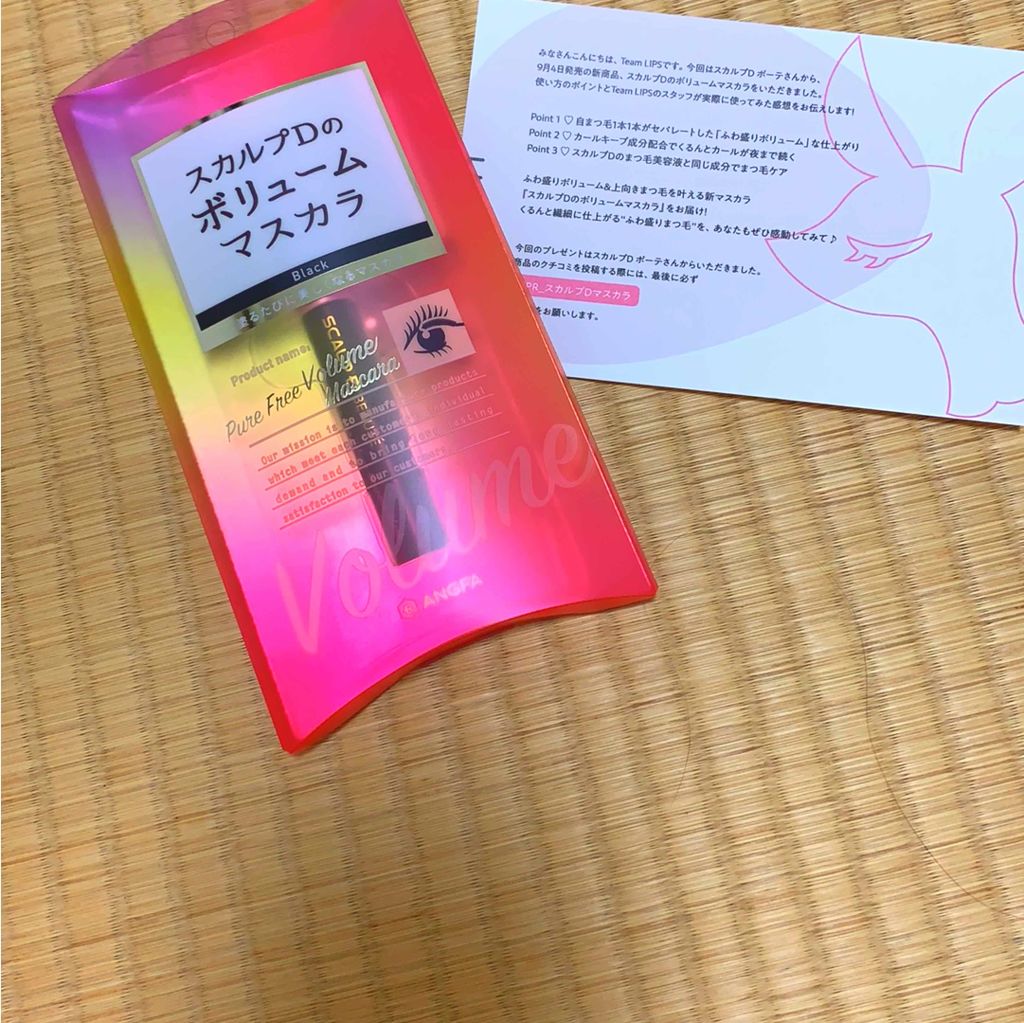 スカルプDの
ボリューム
マスカラ
Black
塗るたびに美しくなるマスカラ
SCALP
Product name:
Pure Free Volume
Mascara
Our mission is to manufacture products
which meet each customer's individual
demand and to bring long lasting
satisfaction to our customers.
Volume
ANGFA
みなさんこんにちは、Team LIPSです。今回はスカルプD ボーテさんから、
9月4日発売の新商品、スカルプDのボリュームマスカラをいただきました。
使い方のポイントとTeam LIPSのスタッフが実際に使ってみた感想をお伝えします!
Point 1 ♡ 自まつ毛1本1本がセパレートした「ふわ盛りボリューム」な仕上がり
Point 2 ♡ カールキープ成分配合でくるんとカールが夜まで続く
Point 3 ♡ スカルプDのまつ毛美容液と同じ成分でまつ毛ケア
ふわ盛りボリューム&上向きまつ毛を叶える新マスカラ
『スカルプDのボリュームマスカラ』をお届け!
くるんと繊細に仕上がる"ふわ盛りまつ毛"を、あなたもぜひ感動してみて♪
今回のプレゼントはスカルプD ボーテさんからいただきました。
商品のクチコミを投稿する際には、最後に必ず
PR_スカルプDマスカラ
をお願いします。